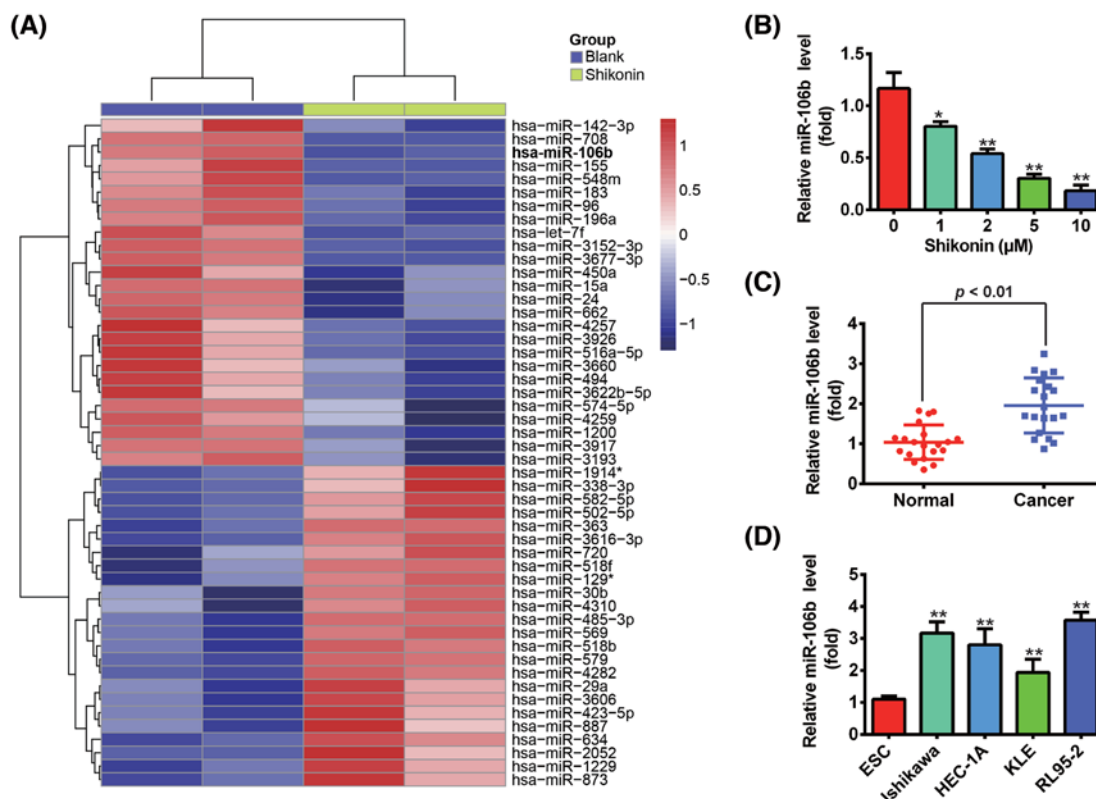 (A)
Group
Blank
Shikonin
hsa-miR-142-3p
hsa-miR-708
hsa-miR-106b
hsa-miR-155
hsa-miR-548m
hsa-miR-183
hsa-miR-96
hsa-miR-196a
hsa-let-7f
hsa-miR-3152-3p
hsa-miR-3677-3p
hsa-miR-450a
hsa-miR-15a
hsa-miR-24
hsa-miR-662
hsa-miR-4257
hsa-miR-3926
hsa-miR-516a-5p
hsa-miR-3660
hsa-miR-494
hsa-miR-3622b-5p
hsa-miR-574-5p
hsa-miR-4259
hsa-miR-1200
hsa-miR-3917
hsa-miR-3193
hsa-miR-1914*
hsa-miR-338-3p
hsa-miR-582-5p
hsa-miR-502-5p
hsa-miR-363
hsa-miR-3616-3p
hsa-miR-720
hsa-miR-518f
hsa-miR-129*
hsa-miR-30b
hsa-miR-4310
hsa-miR-485-3p
hsa-miR-569
hsa-miR-518b
hsa-miR-579
hsa-miR-4282
hsa-miR-29a
hsa-miR-3606
hsa-miR-423-5p
hsa-miR-887
hsa-miR-634
hsa-miR-2052
hsa-miR-1229
hsa-miR-873
1
0.5
0
−0.5
−1
(B)
Relative miR-106b level
(fold)
1.5
1.0
0.5
0.0
*
**
**
**
0 1 2 5 10
Shikonin (μM)
(C)
p < 0.01
Relative miR-106b level
(fold)
4
3
2
1
0
Normal Cancer
(D)
Relative miR-106b level
(fold)
5
4
3
2
1
0
**
**
**
**
ESC
Ishikawa
HEC-1A
KLE
RL95-2